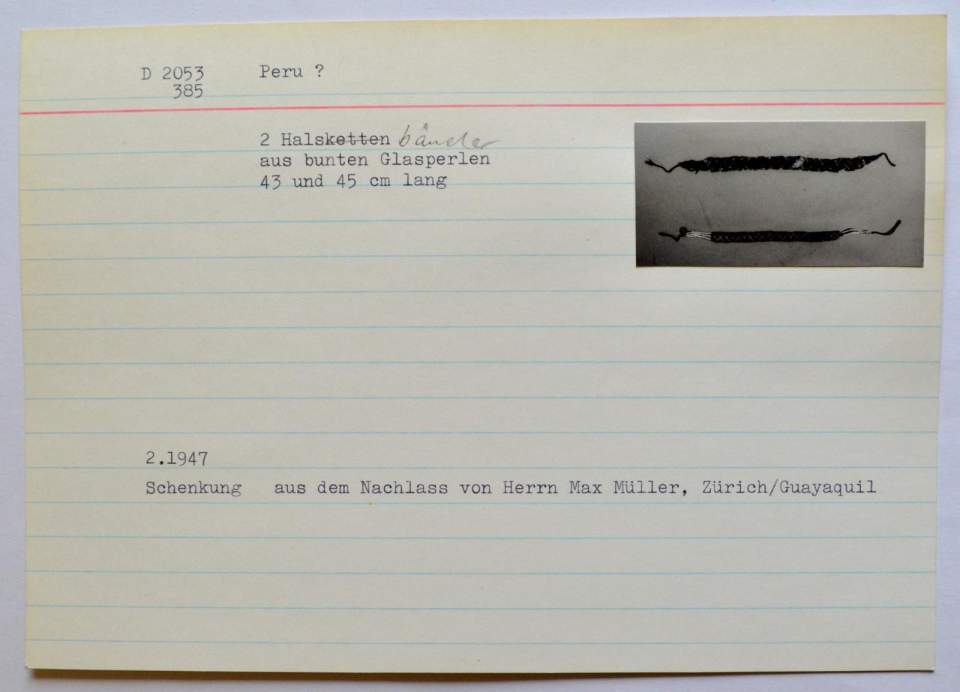 D 2053 Peru ?
385
2 Halsketten bänder
aus bunten Glasperlen
43 und 45 cm lang
2.1947
Schenkung aus dem Nachlass von Herrn Max Müller, Zürich/Guayaquil